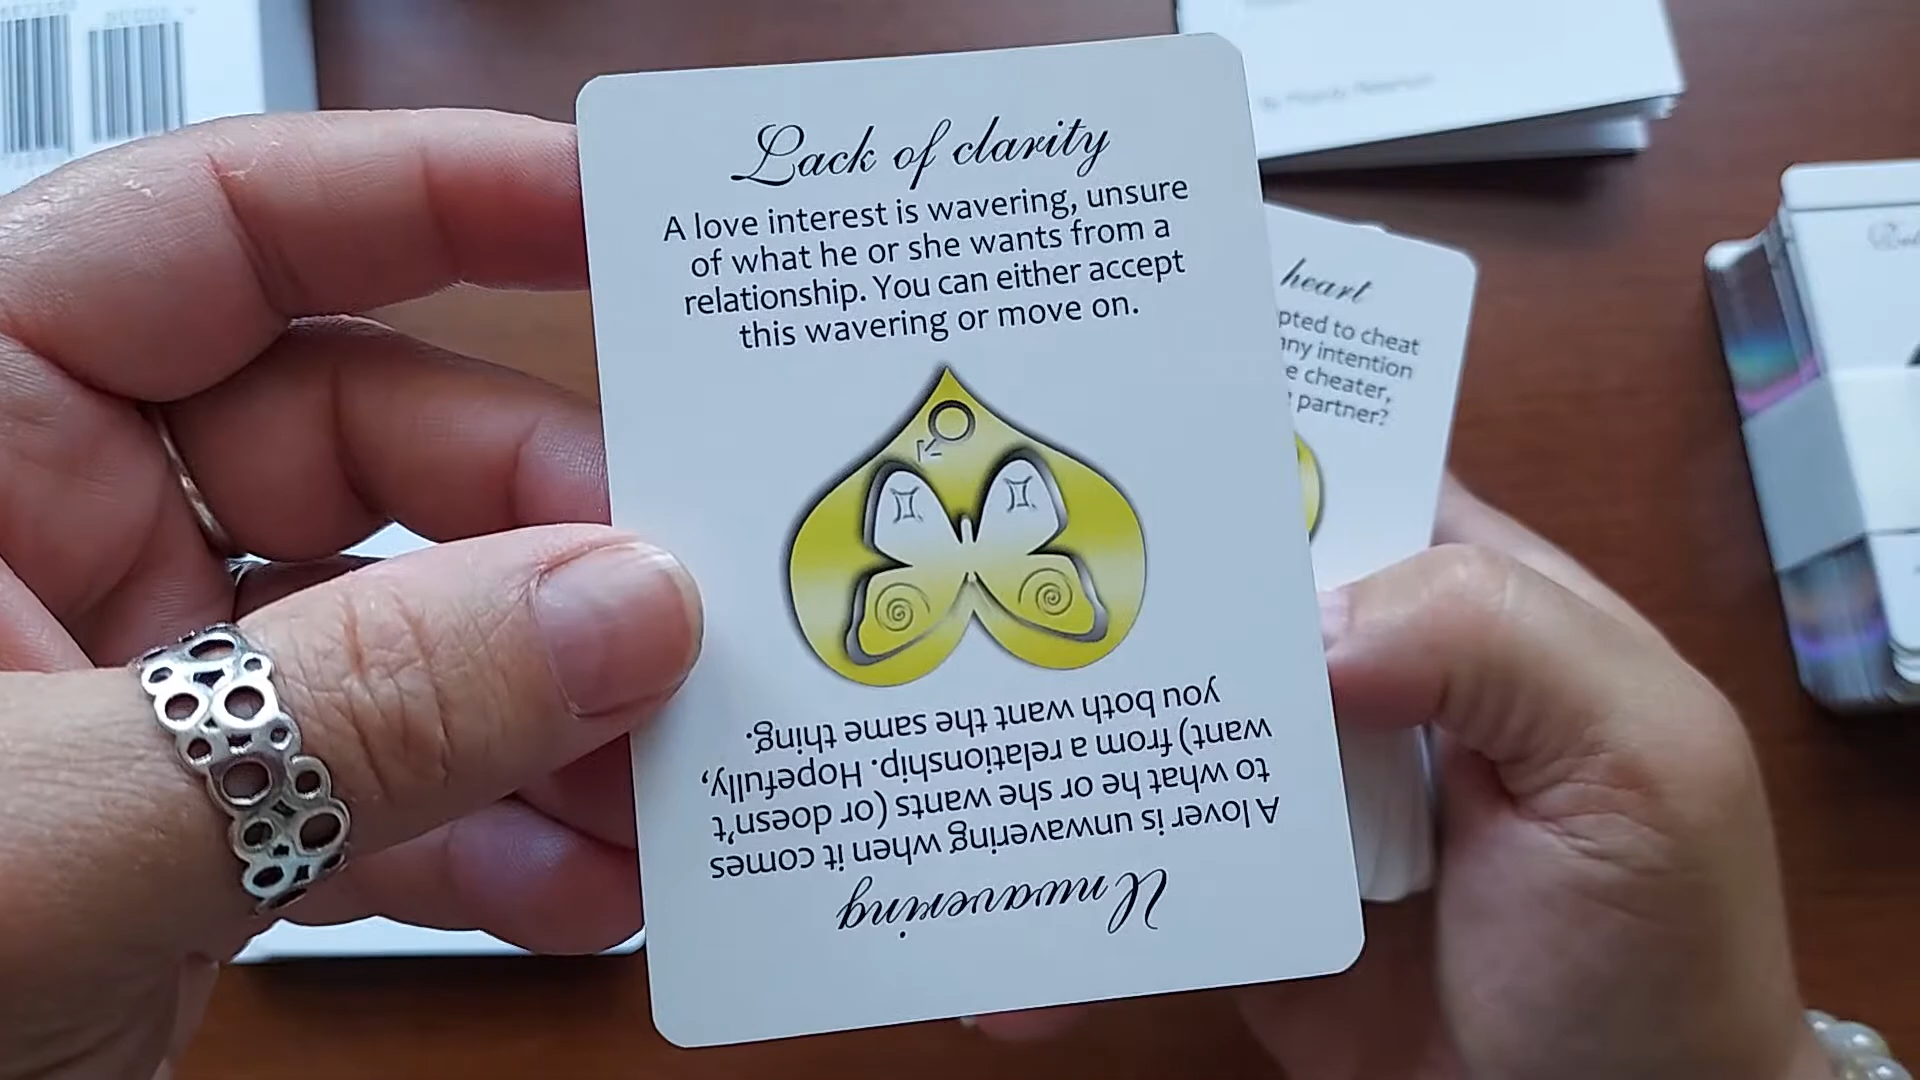 Lack of clarity
A love interest is wavering, unsure
of what he or she wants from a
relationship. You can either accept
this wavering or move on.
Unwavering
A lover is unwavering when it comes
to what he or she wants (or doesn't
want) from a relationship. Hopefully,
you both want the same thing.
heart
to cheat
intention
cheater,
partner?